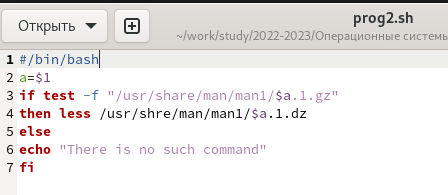 Открыть
prog2.sh
~/work/study/2022-2023/Операционные системы
1 #/bin/bash
2 a=$1
3 if test -f "/usr/share/man/man1/$a.1.gz"
4 then less /usr/shre/man/man1/$a.1.dz
5 else
6 echo "There is no such command"
7 fi